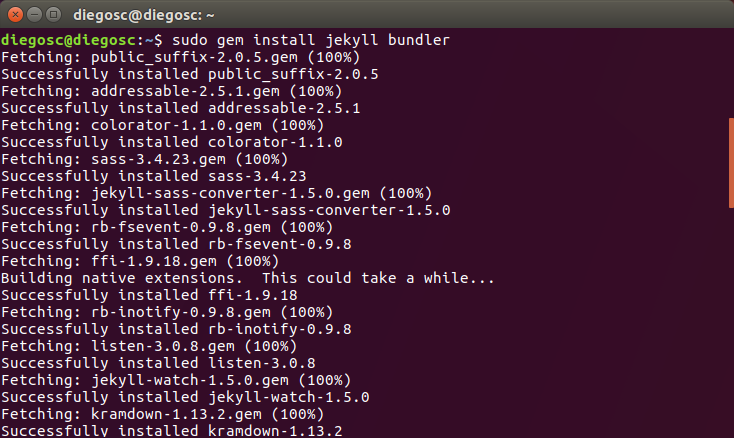 diegosc@diegosc: ~
diegosc@diegosc:~$ sudo gem install jekyll bundler
Fetching: public_suffix-2.0.5.gem (100%)
Successfully installed public_suffix-2.0.5
Fetching: addressable-2.5.1.gem (100%)
Successfully installed addressable-2.5.1
Fetching: colorator-1.1.0.gem (100%)
Successfully installed colorator-1.1.0
Fetching: sass-3.4.23.gem (100%)
Successfully installed sass-3.4.23
Fetching: jekyll-sass-converter-1.5.0.gem (100%)
Successfully installed jekyll-sass-converter-1.5.0
Fetching: rb-fsevent-0.9.8.gem (100%)
Successfully installed rb-fsevent-0.9.8
Fetching: ffi-1.9.18.gem (100%)
Building native extensions.  This could take a while...
Successfully installed ffi-1.9.18
Fetching: rb-inotify-0.9.8.gem (100%)
Successfully installed rb-inotify-0.9.8
Fetching: listen-3.0.8.gem (100%)
Successfully installed listen-3.0.8
Fetching: jekyll-watch-1.5.0.gem (100%)
Successfully installed jekyll-watch-1.5.0
Fetching: kramdown-1.13.2.gem (100%)
Successfully installed kramdown-1.13.2